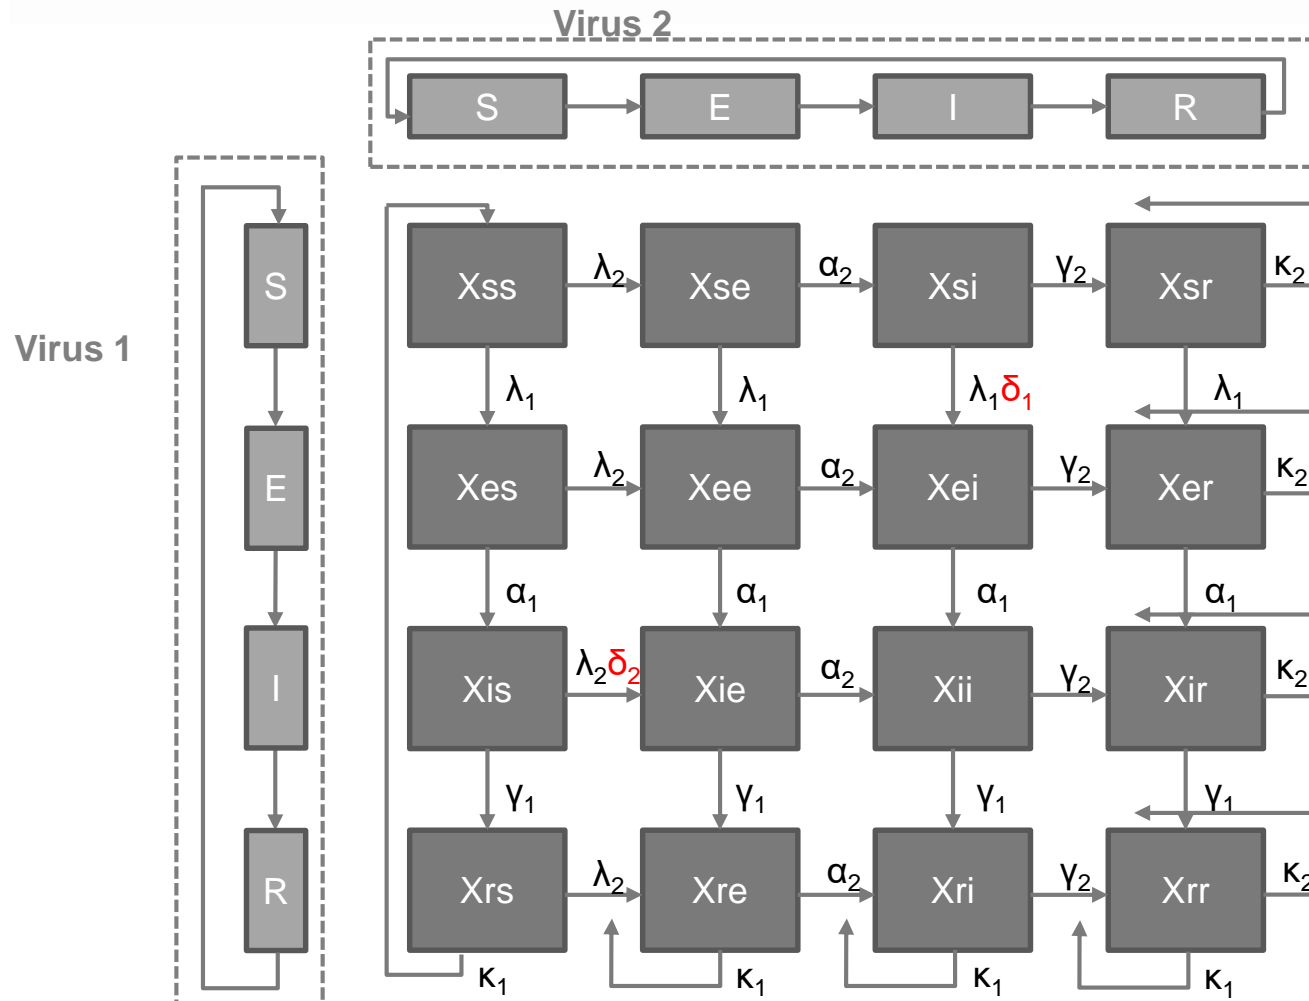 Virus 2
S E I R
Virus 1
S
E
I
R
Xss λ₂ Xse α₂ Xsi γ₂ Xsr κ₂
λ₁ λ₁ λ₁δ₁ λ₁
Xes λ₂ Xee α₂ Xei γ₂ Xer κ₂
α₁ α₁ α₁ α₁
Xis λ₂δ₂ Xie α₂ Xii γ₂ Xir κ₂
γ₁ γ₁ γ₁ γ₁
Xrs λ₂ Xre α₂ Xri γ₂ Xrr κ₂
κ₁ κ₁ κ₁ κ₁